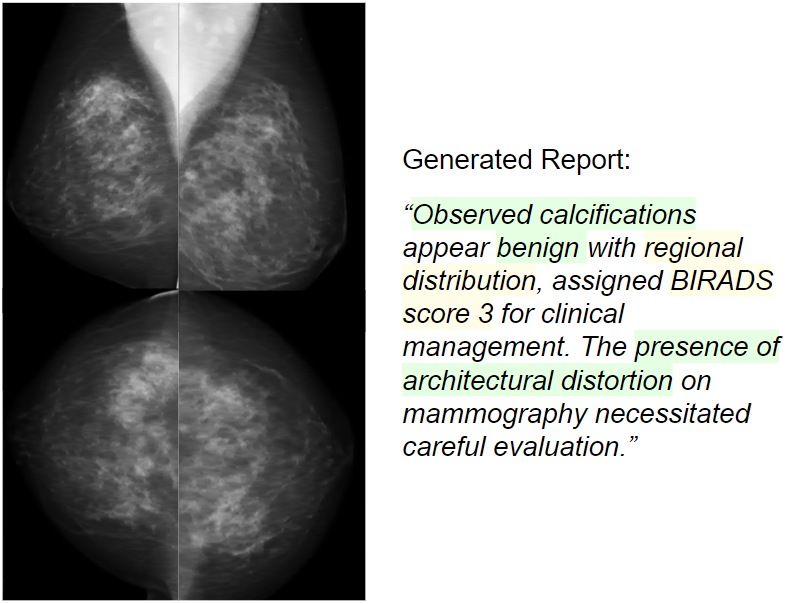 Generated Report:
“Observed calcifications
appear benign with regional
distribution, assigned BIRADS
score 3 for clinical
management. The presence of
architectural distortion on
mammography necessitated
careful evaluation.”